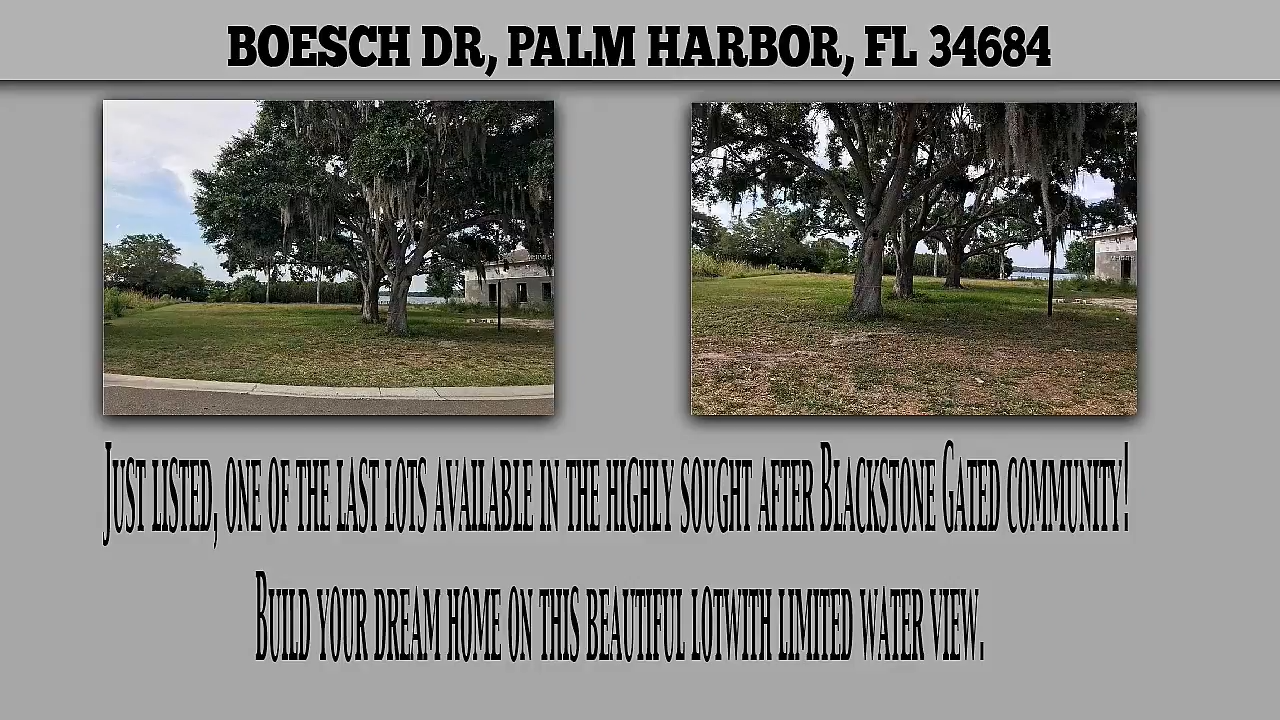 BOESCH DR, PALM HARBOR, FL 34684
Just listed, one of the last lots available in the highly sought after Blackstone Gated community!
Build your dream home on this beautiful lotwith limited water view.